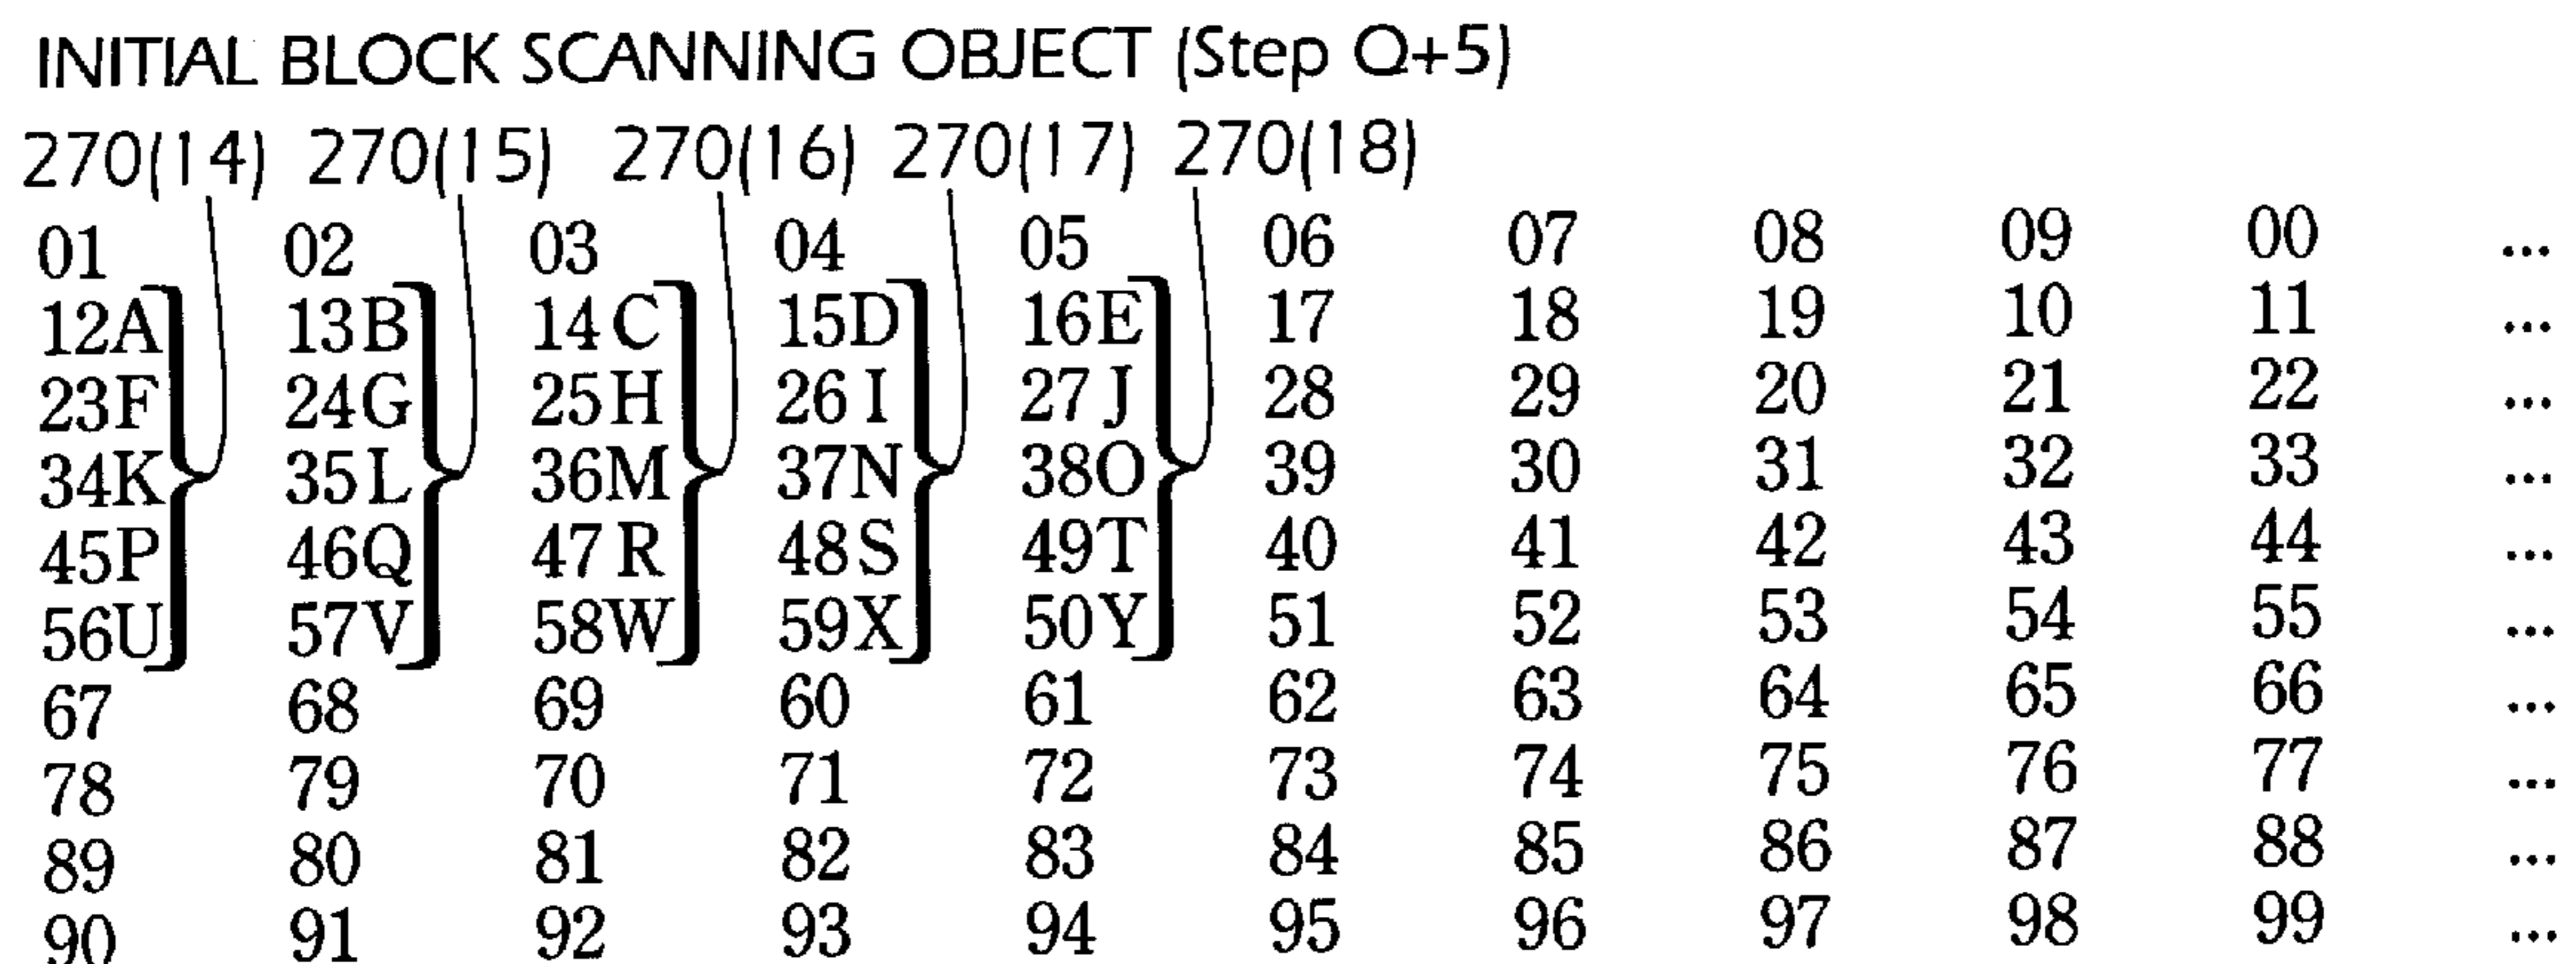 INITIAL BLOCK SCANNING OBJECT (Step Q+5)
270(14) 270(15) 270(16) 270(17) 270(18)
01 02 03 04 05 06 07 08 09 00 ...
12A 13B 14C 15D 16E 17 18 19 10 11 ...
23F 24G 25H 26I 27J 28 29 20 21 22 ...
34K 35L 36M 37N 38O 39 30 31 32 33 ...
45P 46Q 47R 48S 49T 40 41 42 43 44 ...
56U 57V 58W 59X 50Y 51 52 53 54 55 ...
67 68 69 60 61 62 63 64 65 66 ...
78 79 70 71 72 73 74 75 76 77 ...
89 80 81 82 83 84 85 86 87 88 ...
90 91 92 93 94 95 96 97 98 99 ...